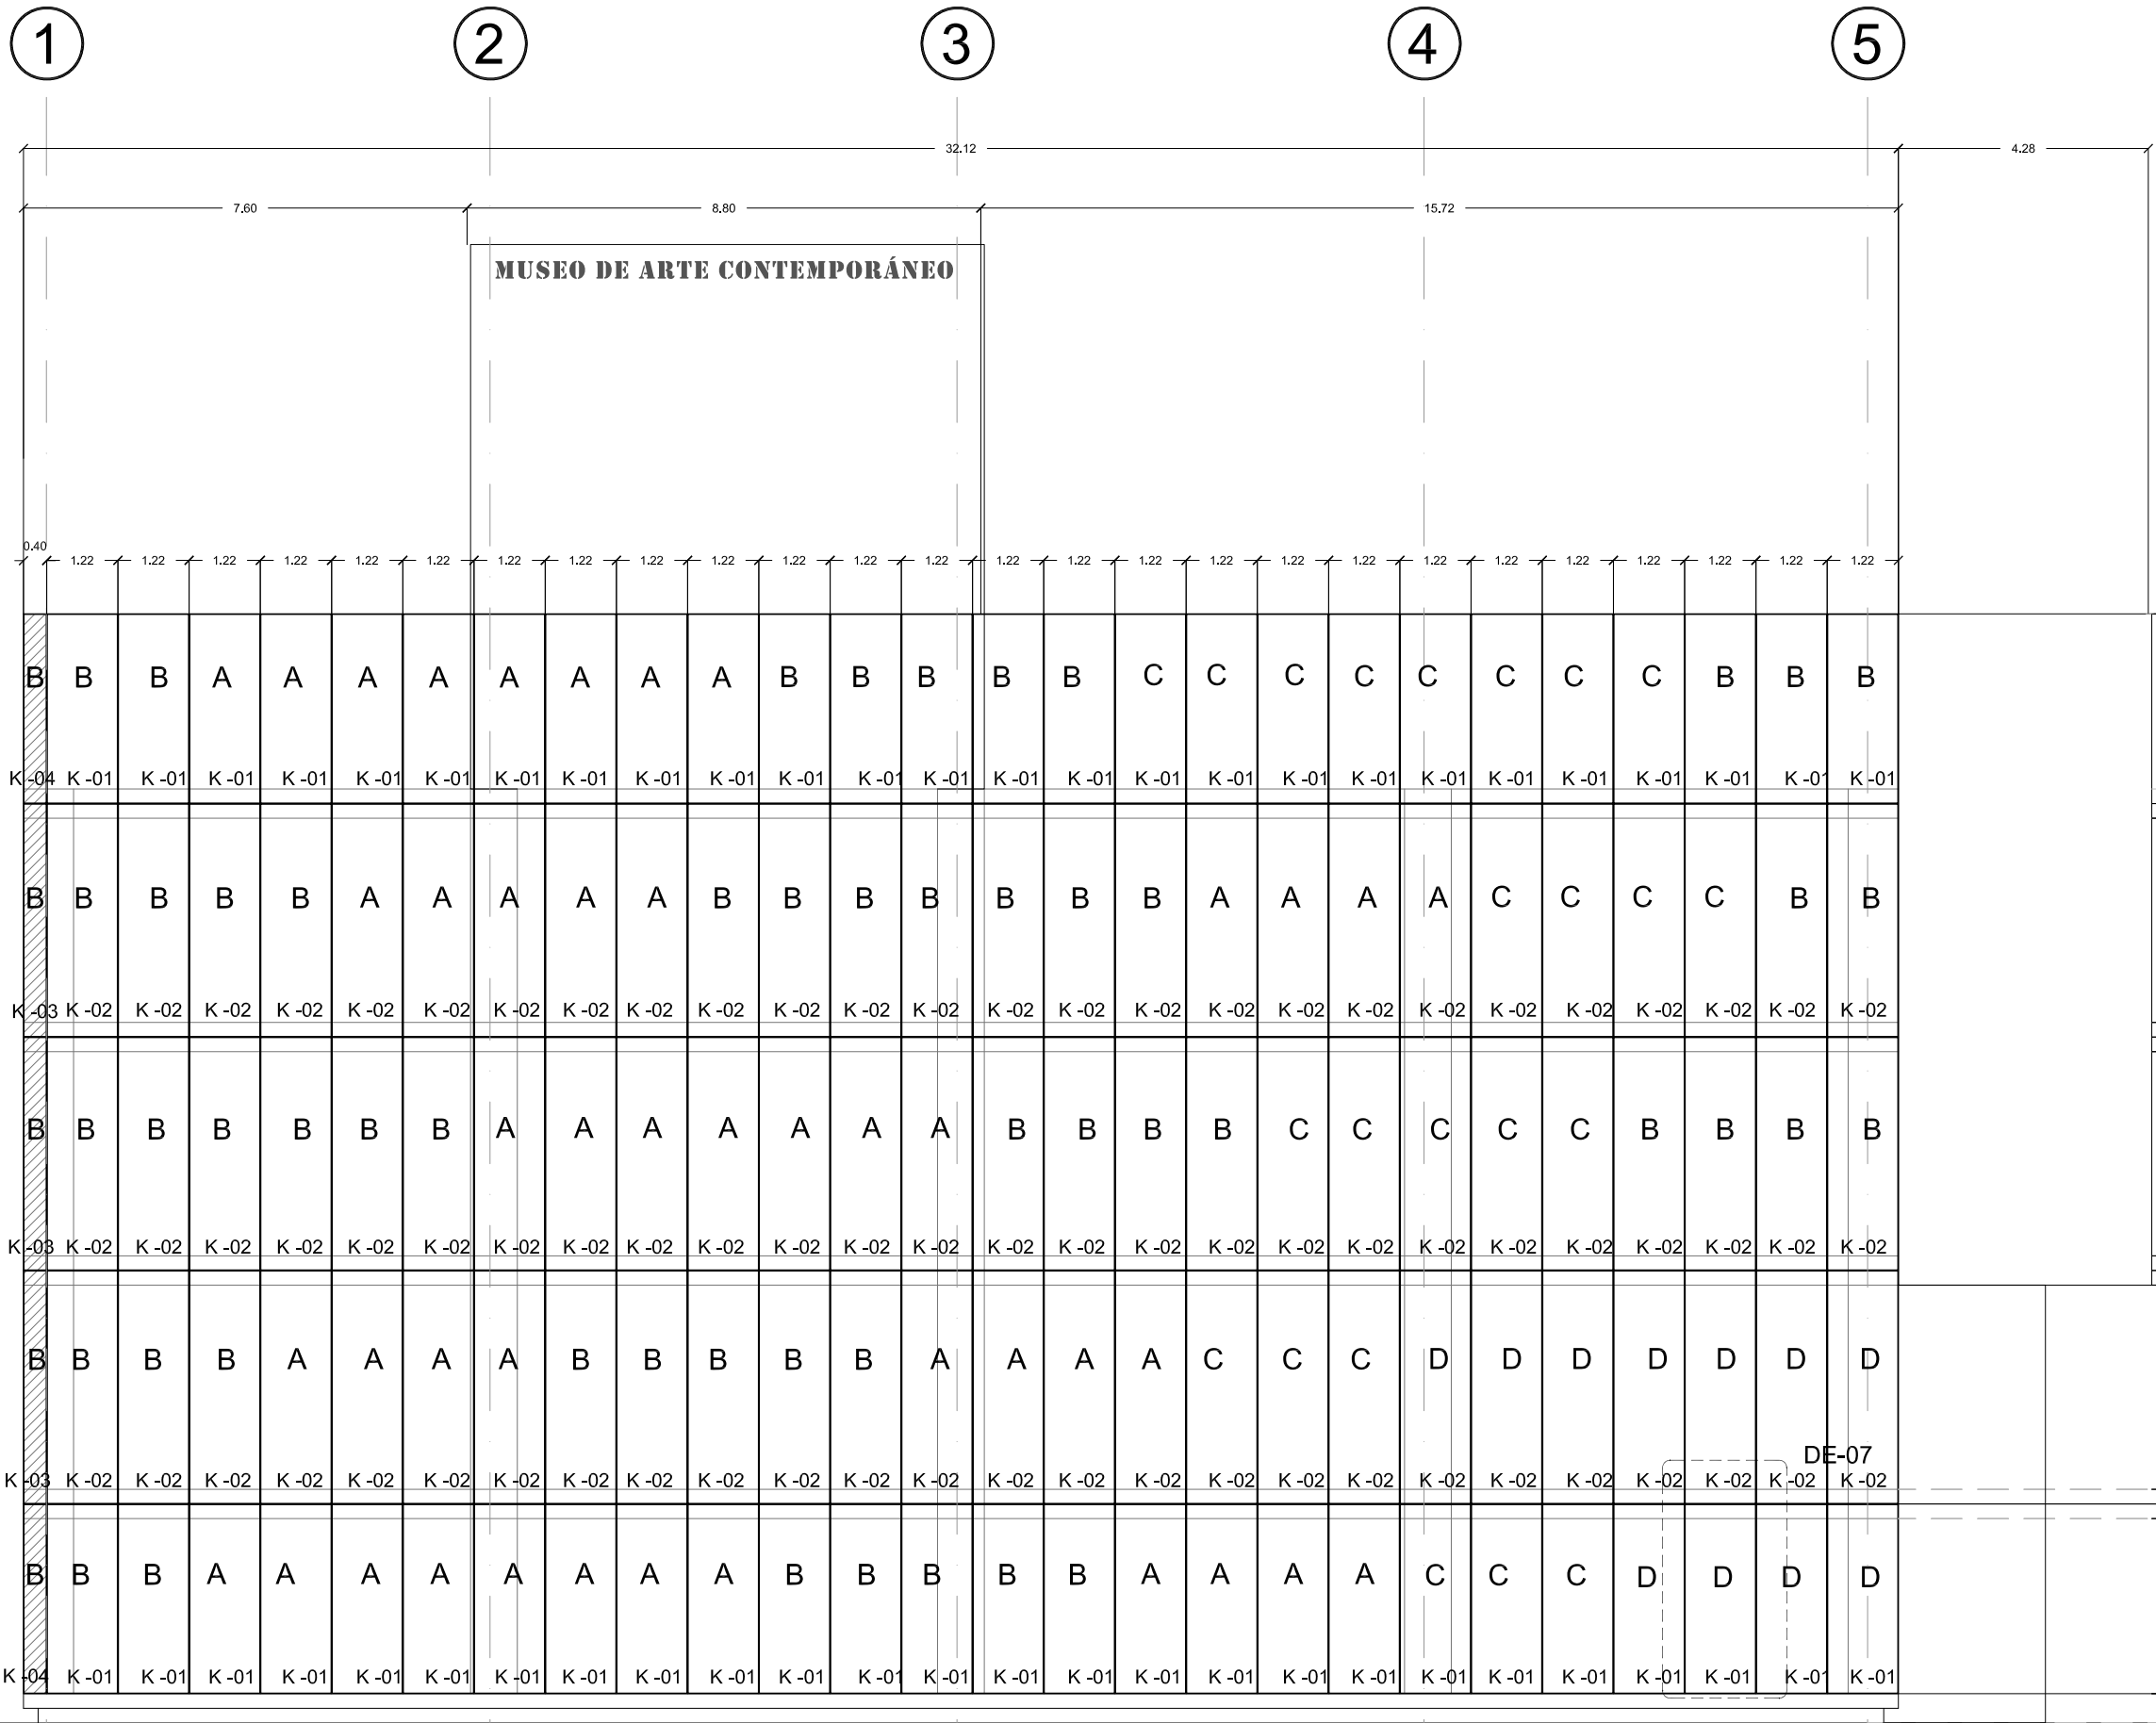 1 2 3 4 5
32.12 4.28
7.60 8.80 15.72
MUSEO DE ARTE CONTEMPORÁNEO
0.40
1.22 1.22 1.22 1.22 1.22 1.22 1.22 1.22 1.22 1.22 1.22 1.22 1.22 1.22 1.22 1.22 1.22 1.22 1.22 1.22 1.22 1.22 1.22 1.22 1.22 1.22
B B B A A A A A A A A B B B B B C C C C C C C C B B B
K -04 K -01 K -01 K -01 K -01 K -01 K -01 K -01 K -01 K -01 K -01 K -01 K -01 K -01 K -01 K -01 K -01 K -01 K -01 K -01 K -01 K -01 K -01 K -01 K -01 K -01 K -01
B B B B B A A A A A B B B B B B B A A A A C C C C B B
K -03 K -02 K -02 K -02 K -02 K -02 K -02 K -02 K -02 K -02 K -02 K -02 K -02 K -02 K -02 K -02 K -02 K -02 K -02 K -02 K -02 K -02 K -02 K -02 K -02 K -02 K -02
B B B B B B B A A A A A A A B B B B C C C C C B B B B
K -03 K -02 K -02 K -02 K -02 K -02 K -02 K -02 K -02 K -02 K -02 K -02 K -02 K -02 K -02 K -02 K -02 K -02 K -02 K -02 K -02 K -02 K -02 K -02 K -02 K -02 K -02
B B B B A A A A B B B B B A A A A C C C D D D D D D D
DE-07
K -03 K -02 K -02 K -02 K -02 K -02 K -02 K -02 K -02 K -02 K -02 K -02 K -02 K -02 K -02 K -02 K -02 K -02 K -02 K -02 K -02 K -02 K -02 K -02 K -02 K -02 K -02
B B B A A A A A A A A B B B B B A A A A C C C D D D D
K -04 K -01 K -01 K -01 K -01 K -01 K -01 K -01 K -01 K -01 K -01 K -01 K -01 K -01 K -01 K -01 K -01 K -01 K -01 K -01 K -01 K -01 K -01 K -01 K -01 K -01 K -01